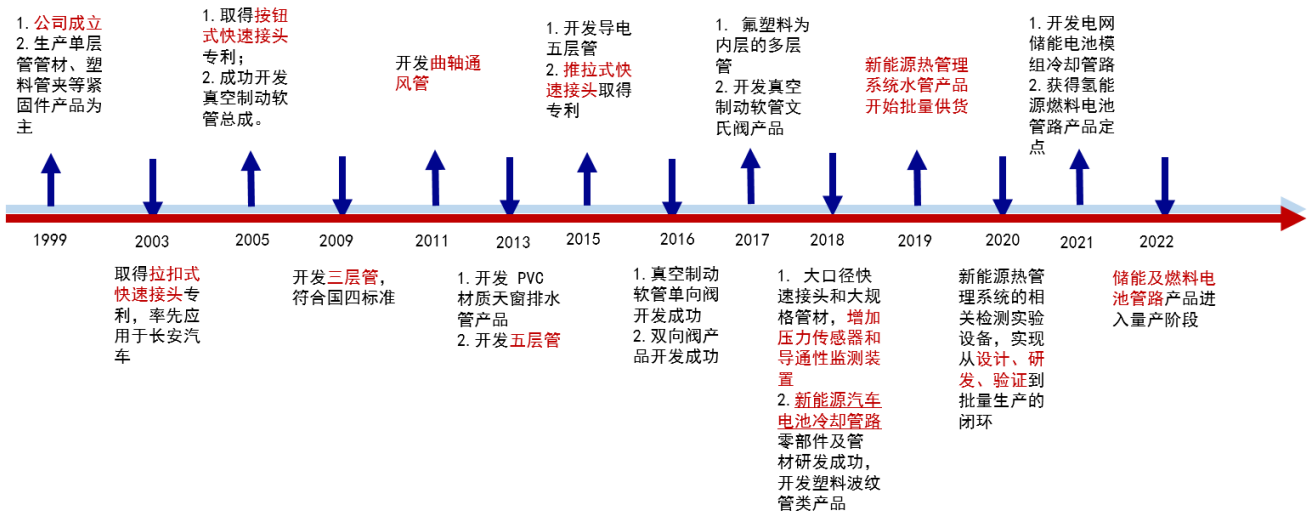 1. 公司成立
2. 生产单层
管管材、塑
料管夹等紧
固件产品为
主
1. 取得按钮
式快速接头
专利；
2. 成功开发
真空制动软
管总成。
开发曲轴通
风管
1. 开发导电
五层管
2. 推拉式快
速接头取得
专利
1. 氟塑料为
内层的多层
管
2. 开发真空
制动软管文
氏阀产品
新能源热管理
系统水管产品
开始批量供货
1. 开发电网
储能电池模
组冷却管路
2. 获得氢能
源燃料电池
管路产品定
点
1999
2003
2005
2009
2011
2013
2015
2016
2017
2018
2019
2020
2021
2022
取得拉扣式
快速接头专
利，率先应
用于长安汽
车
开发三层管，
符合国四标准
1. 开发 PVC
材质天窗排水
管产品
2. 开发五层管
1. 真空制动
软管单向阀
开发成功
2. 双向阀产
品开发成功
1. 大口径快
速接头和大规
格管材，增加
压力传感器和
导通性监测装
置
2. 新能源汽车
电池冷却管路
零部件及管
材研发成功，
开发塑料波纹
管类产品
新能源热管
理系统的相
关检测实验
设备，实现
从设计、研
发、验证到
批量生产的
闭环
储能及燃料电
池管路产品进
入量产阶段